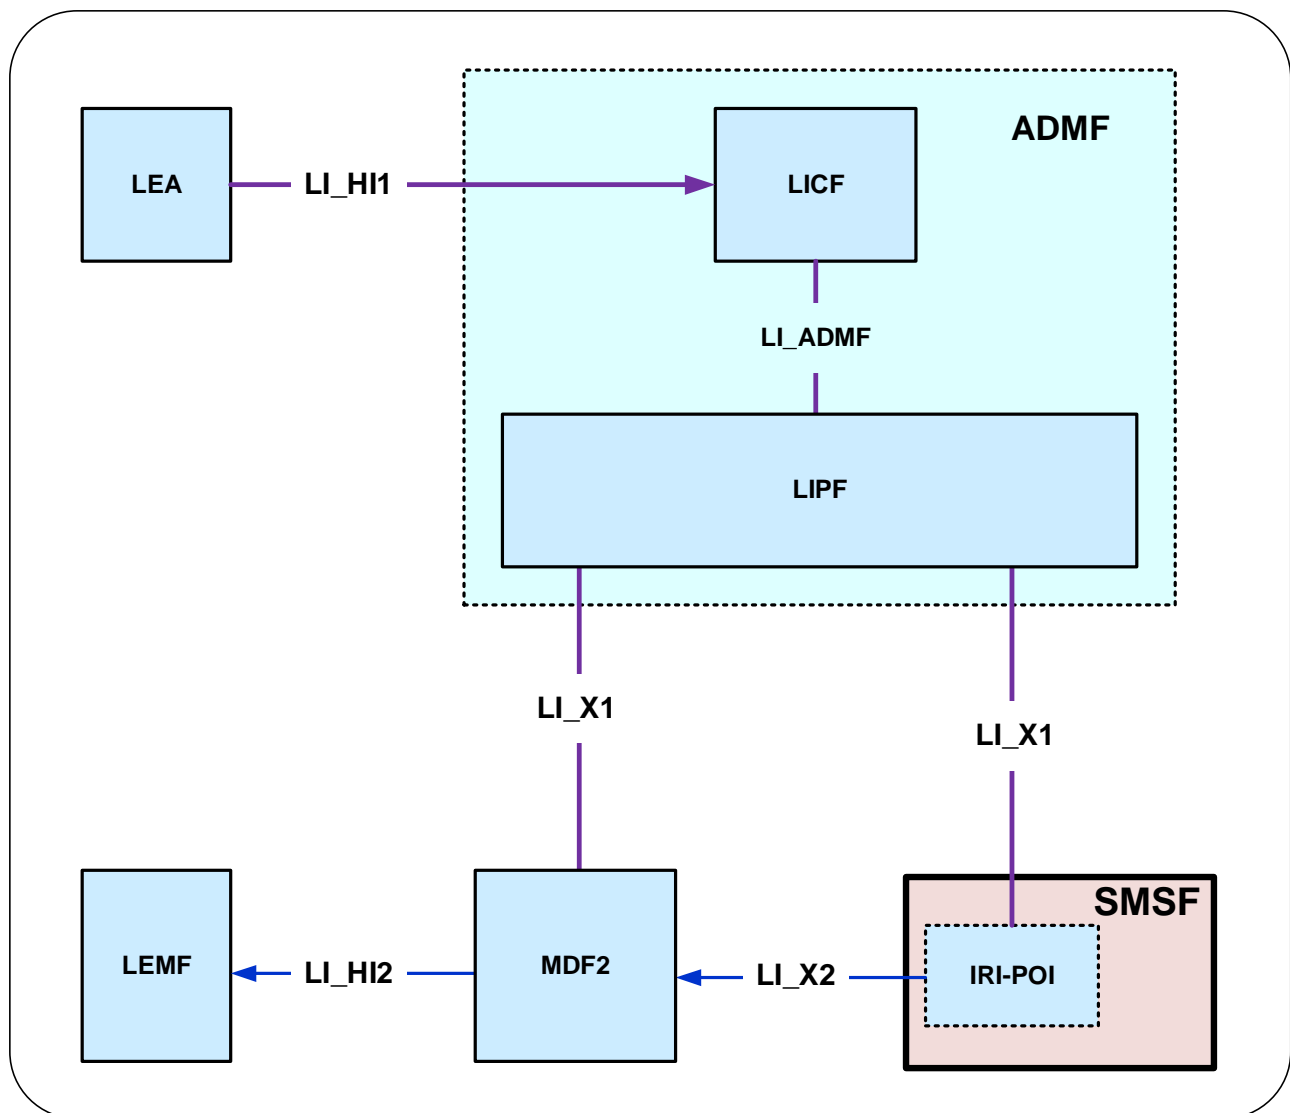 ADMF
LEA
LI_HI1
LICF
LI_ADMF
LIPF
LI_X1
LI_X1
SMSF
LEMF
LI_HI2
MDF2
LI_X2
IRI-POI